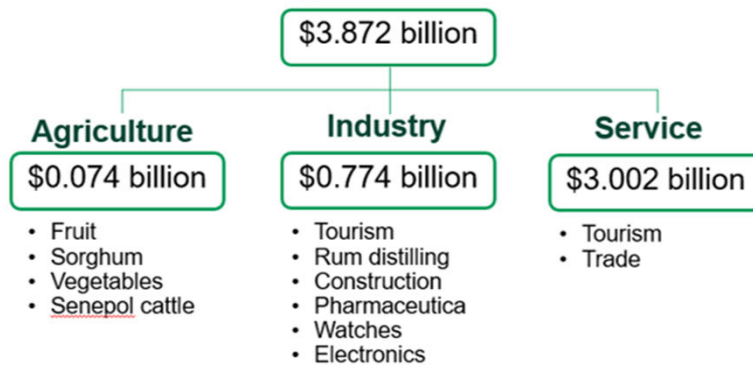 $3.872 billion
Agriculture
$0.074 billion
• Fruit
• Sorghum
• Vegetables
• Senepol cattle
Industry
$0.774 billion
• Tourism
• Rum distilling
• Construction
• Pharmaceutica
• Watches
• Electronics
Service
$3.002 billion
• Tourism
• Trade